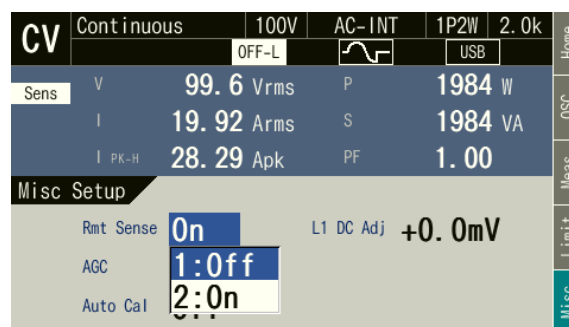 CV Continuous 100V AC-INT 1P2W 2.0k
OFF-L USB
Sens
V 99.6 Vrms P 1984 W
I 19.92 Arms S 1984 VA
I PK-H 28.29 Apk PF 1.00
Misc Setup
Rmt Sense On L1 DC Adj +0.0mV
AGC 1:Off
Auto Cal 2:On
Home
OSC
Meas
Limit
Misc